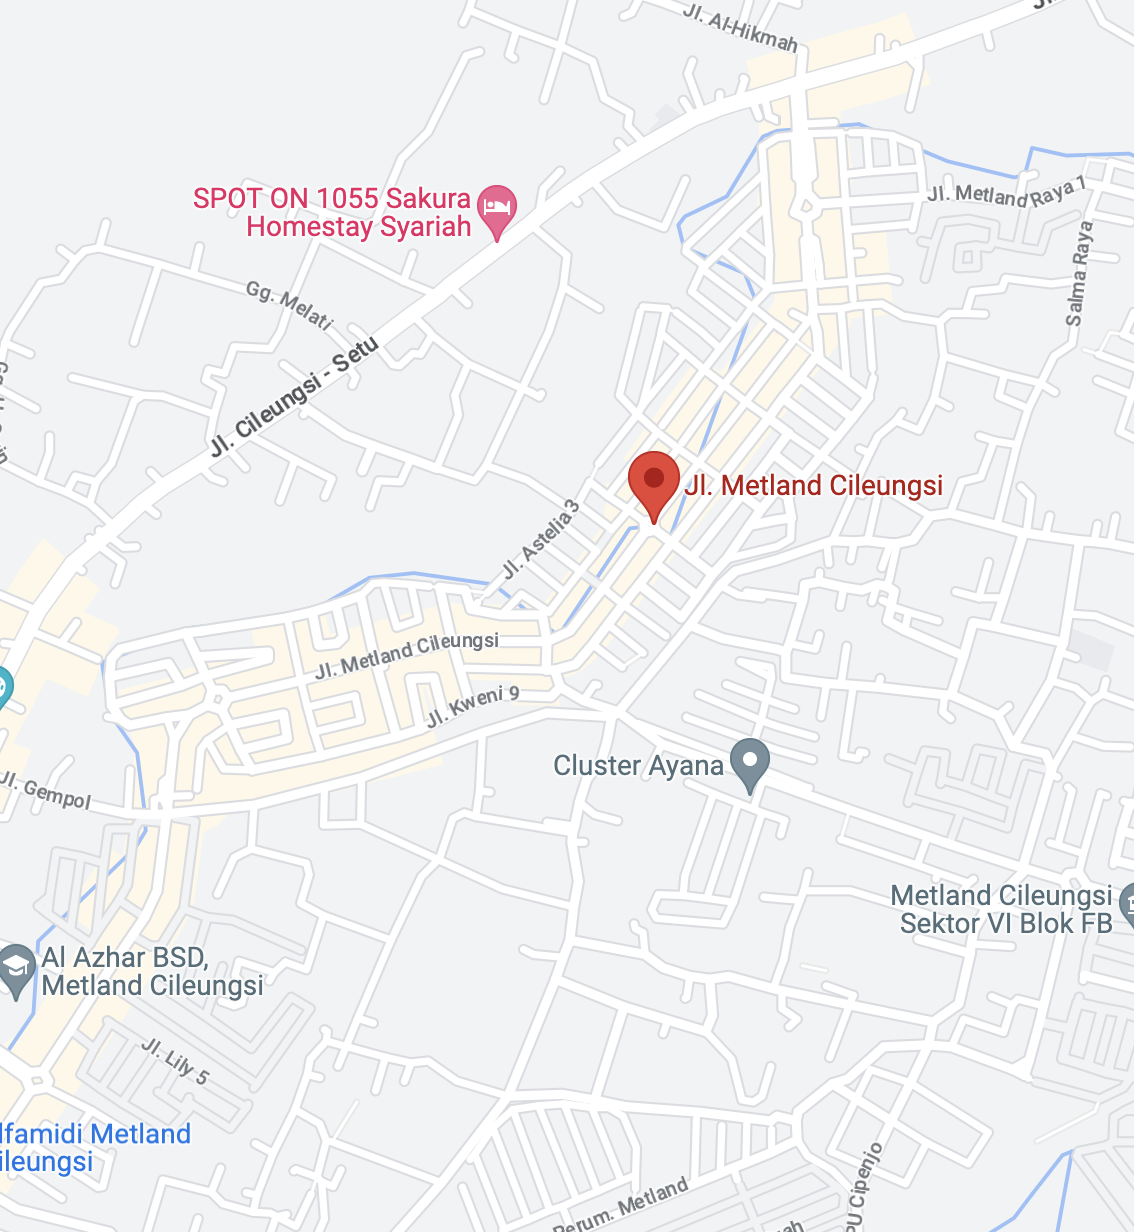 Jl. Al-Hikmah
SPOT ON 1055 Sakura
Homestay Syariah
Jl. Metland Raya 1
Salma Raya
Gg. Melati
Jl. Cileungsi - Setu
Jl. Metland Cileungsi
Jl. Astelia 3
Jl. Metland Cileungsi
Jl. Kweni 9
Cluster Ayana
Jl. Gempol
Metland Cileungsi
Sektor VI Blok FB
Al Azhar BSD,
Metland Cileungsi
Jl. Lily 5
lfamidi Metland
ileungsi
PU Cipenjo
Perum. Metland